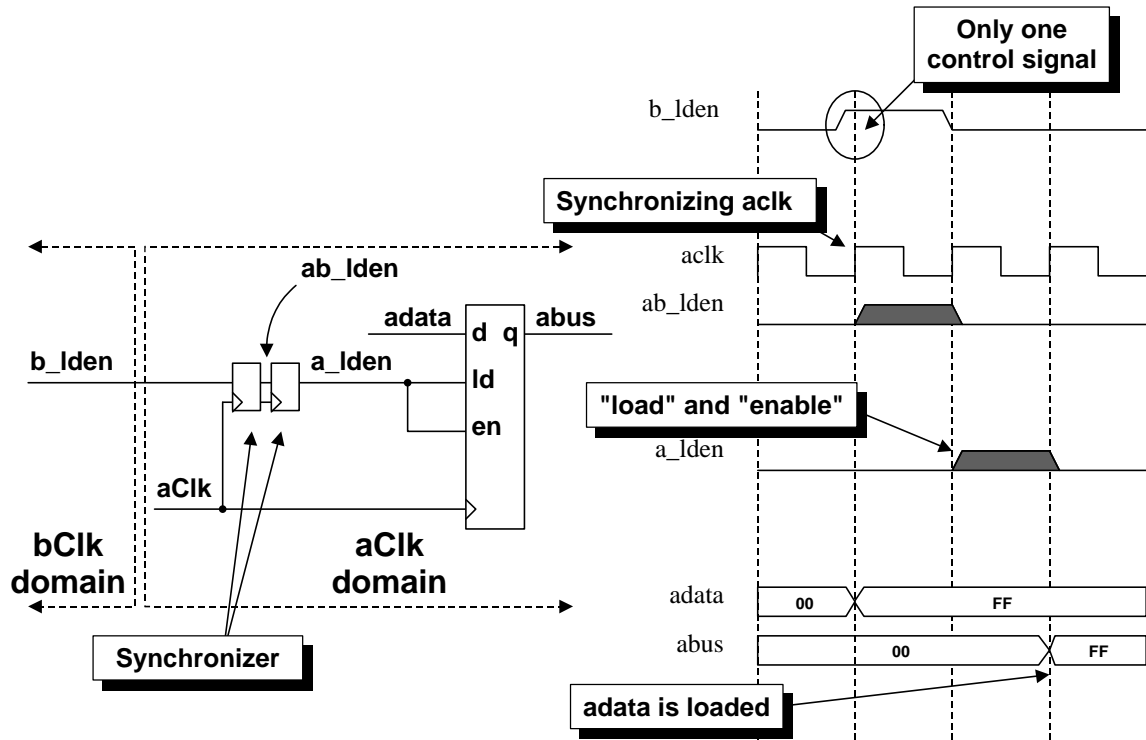 Only one
control signal
b_lden
Synchronizing aclk
aclk
ab_lden
ab_lden
adata
d q
abus
b_lden
a_lden
ld
en
"load" and "enable"
a_lden
aClk
bClk
domain
aClk
domain
adata
00
FF
abus
00
FF
Synchronizer
adata is loaded